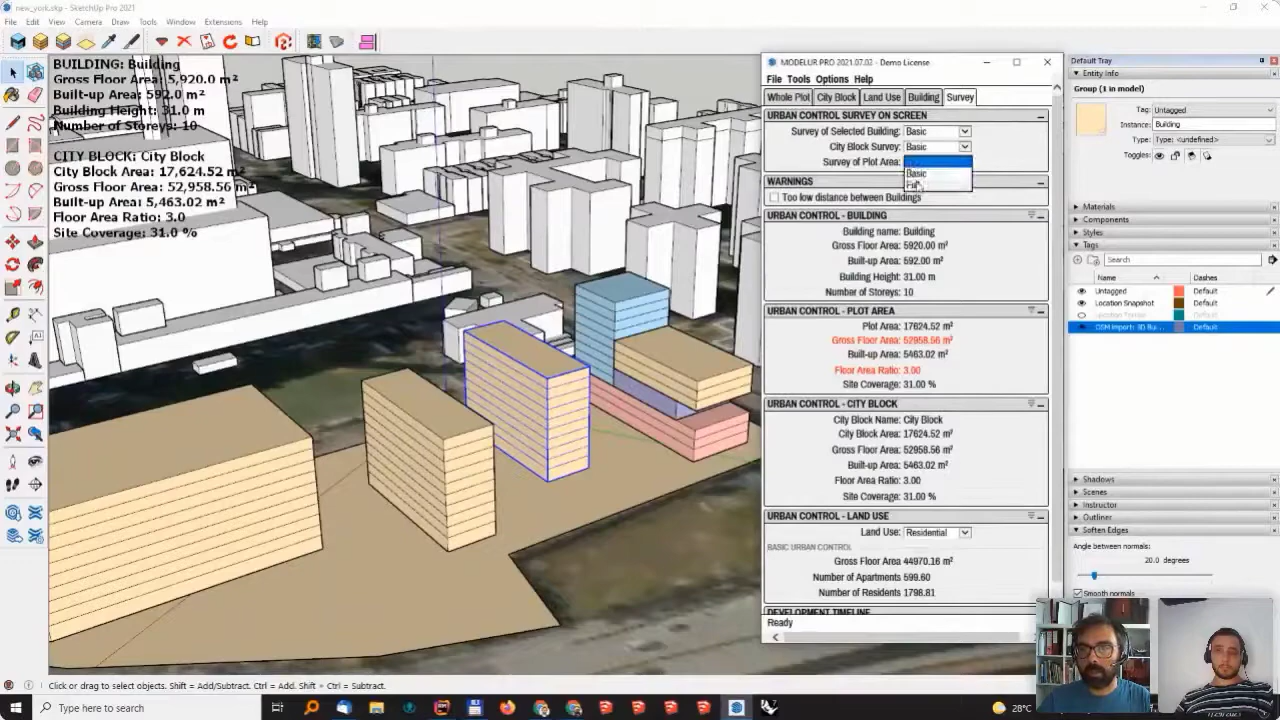 new_york.skp - SketchUp Pro 2021
File Edit View Camera Draw Tools Window Extensions Help
BUILDING: Building
Gross Floor Area: 5,920.0 m²
Built-up Area: 592.0 m²
Building Height: 31.0 m
Number of Storeys: 10
CITY BLOCK: City Block
City Block Area: 17,624.52 m²
Gross Floor Area: 52,958.56 m²
Built-up Area: 5,463.02 m²
Floor Area Ratio: 3.0
Site Coverage: 31.0 %
MODELUR PRO 2021.07.02 - Demo License
File Tools Options Help
Whole Plot City Block Land Use Building Survey
URBAN CONTROL SURVEY ON SCREEN
Survey of Selected Building: Basic
City Block Survey: Basic
Survey of Plot Area:
Basic
WARNINGS
Too low distance between Buildings
URBAN CONTROL - BUILDING
Building name: Building
Gross Floor Area: 5920.00 m²
Built-up Area: 592.00 m²
Building Height: 31.00 m
Number of Storeys: 10
URBAN CONTROL - PLOT AREA
Plot Area: 17624.52 m²
Gross Floor Area: 52958.56 m²
Built-up Area: 5463.02 m²
Floor Area Ratio: 3.00
Site Coverage: 31.00 %
URBAN CONTROL - CITY BLOCK
City Block Name: City Block
City Block Area: 17624.52 m²
Gross Floor Area: 52958.56 m²
Built-up Area: 5463.02 m²
Floor Area Ratio: 3.00
Site Coverage: 31.00 %
URBAN CONTROL - LAND USE
Land Use: Residential
BASIC URBAN CONTROL
Gross Floor Area 44970.16 m²
Number of Apartments 599.60
Number of Residents 1798.81
DEVELOPMENT TIMELINE
Ready
Default Tray
Entity Info
Group (1 in model)
Tag: Untagged
Instance: Building
Type: Type: <undefined>
Toggles:
Materials
Components
Styles
Tags
Search
Name Dashes
Untagged Default
Location Snapshot Default
Location Terrain Default
OSM Import: 3D Bu... Default
Shadows
Scenes
Instructor
Outliner
Soften Edges
Angle between normals:
20.0 degrees
Smooth normals
Click or drag to select objects. Shift = Add/Subtract. Ctrl = Add. Shift + Ctrl = Subtract.
Type here to search
28°C